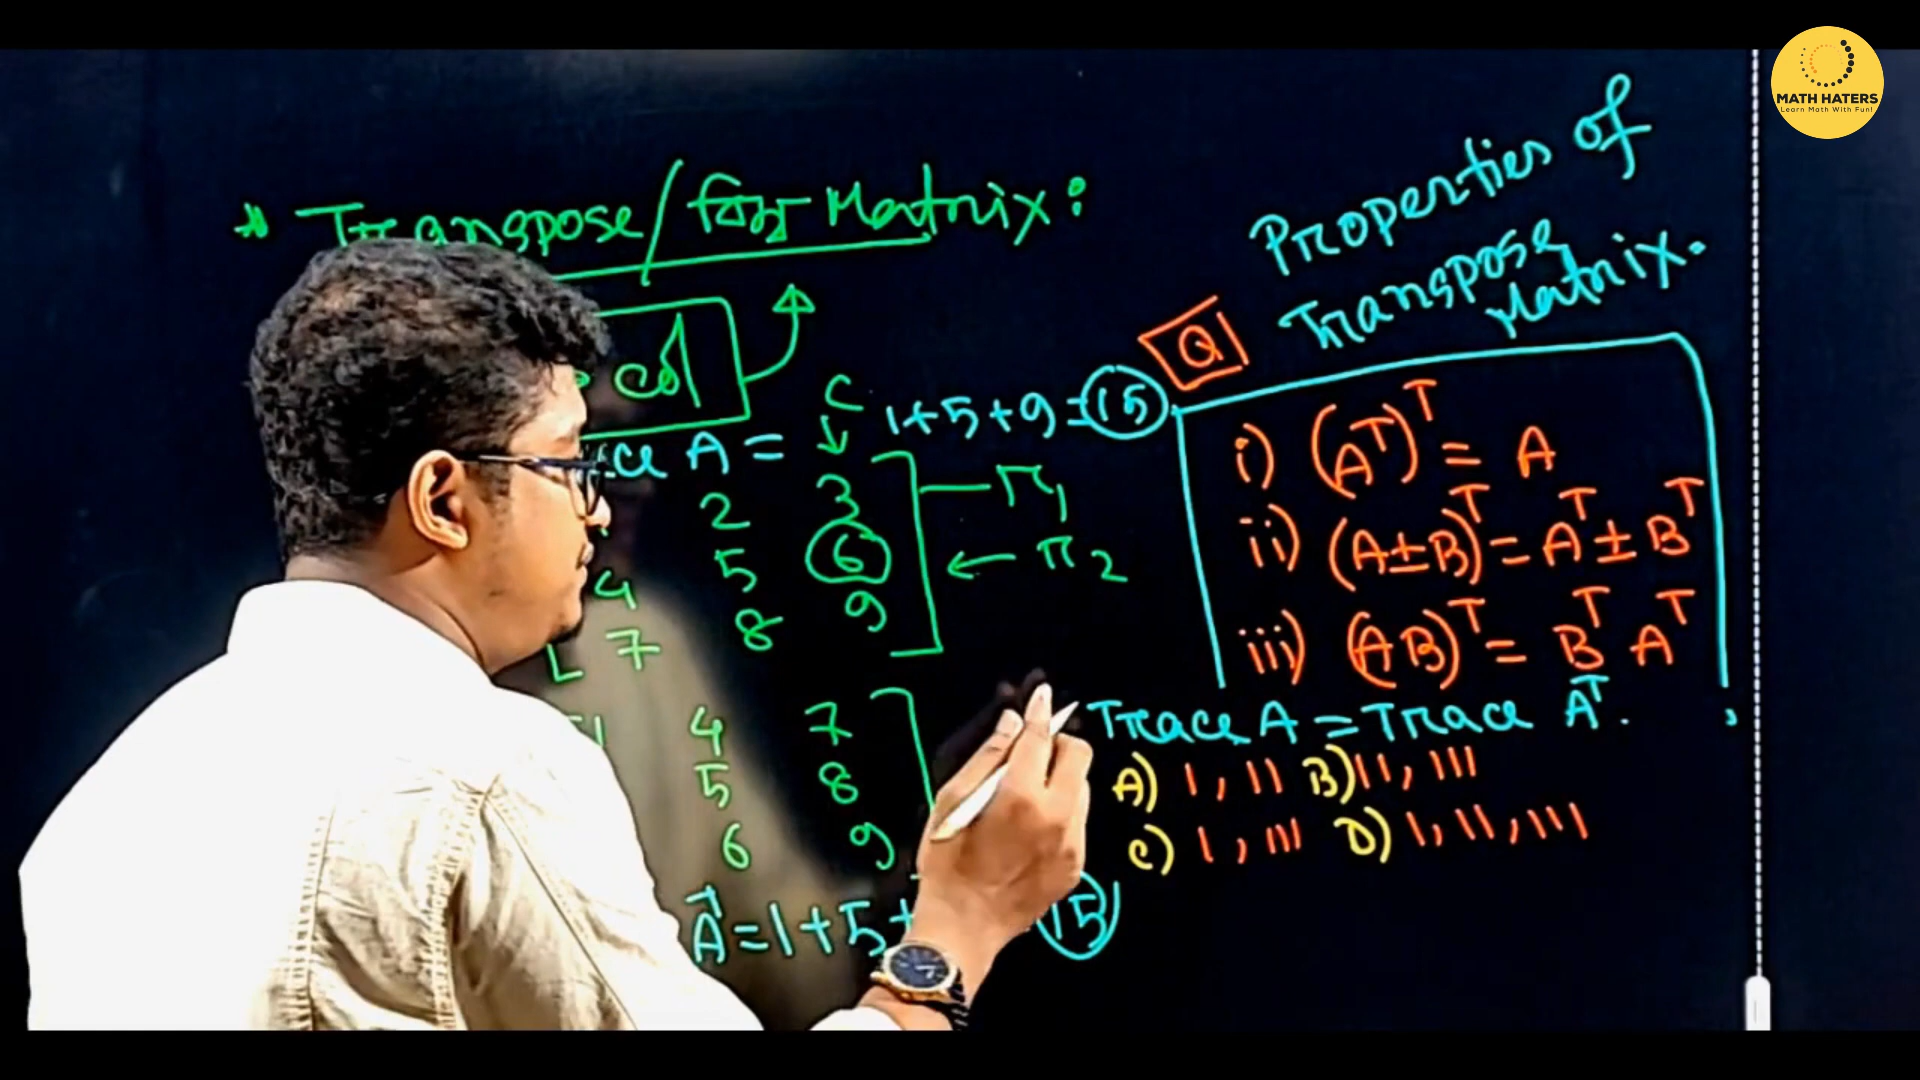 MATH HATERS
Learn Math With Fun!
* Transpose/বিম্ব Matrix:
Properties of
Transpose
Matrix.
Q
C
A =
1+5+9=15
2 3
4 5 6
7 8 9
r1
r2
1 4 7
5 8
6 9
A^T=1+5+
15
i) (A^T)^T = A
ii) (A±B)^T = A^T ± B^T
iii) (AB)^T = B^T A^T
Trace A = Trace A^T.
A) I, II B) II, III
C) I, III D) I, II, III